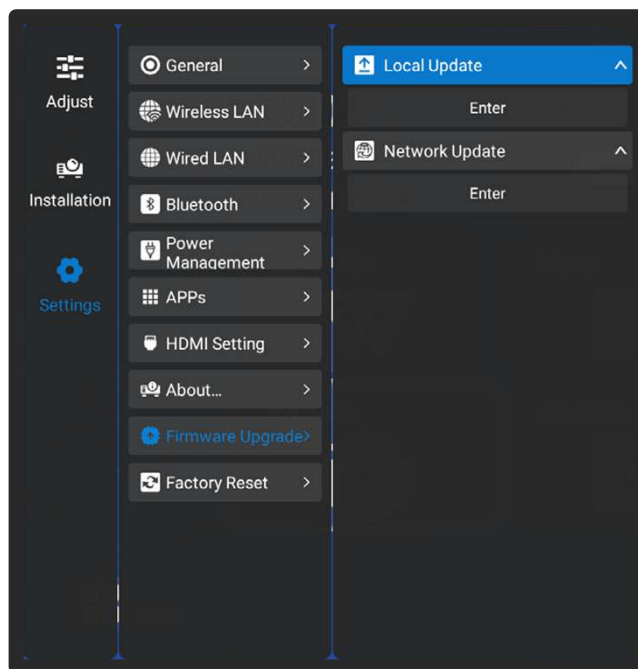 Adjust
Installation
Settings
General
Wireless LAN
Wired LAN
Bluetooth
Power
Management
APPs
HDMI Setting
About...
Firmware Upgrade
Factory Reset
Local Update
Enter
Network Update
Enter